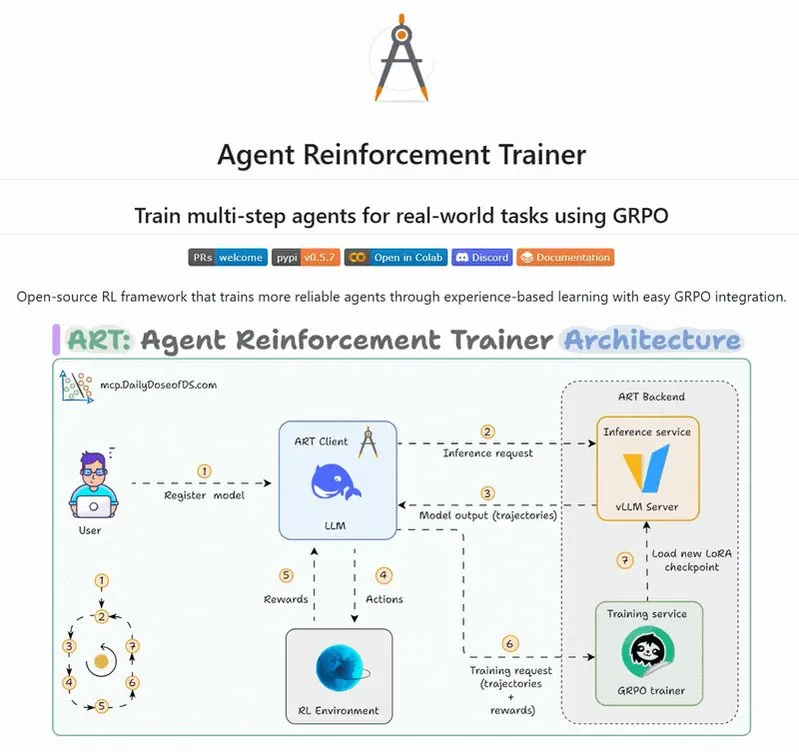 Agent Reinforcement Trainer
Train multi-step agents for real-world tasks using GRPO
PRs welcome pypi v0.5.7 CO Open in Colab Discord Documentation
Open-source RL framework that trains more reliable agents through experience-based learning with easy GRPO integration.
ART: Agent Reinforcement Trainer Architecture
mcp.DailyDoseofDS.com
User
1
Register model
ART Client
LLM
2
Inference request
3
Model output (trajectories)
ART Backend
Inference service
vLLM Server
7
Load new LoRA
checkpoint
5
Rewards
4
Actions
RL Environment
6
Training request
(trajectories
+
rewards)
Training service
GRPO trainer
1
2
3
7
4
6
5